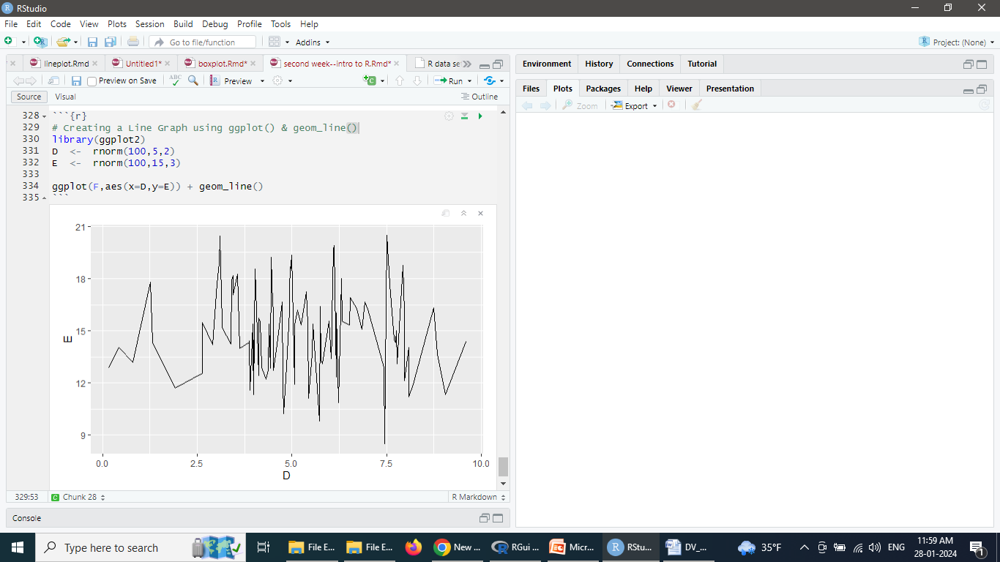 RStudio
File Edit Code View Plots Session Build Debug Profile Tools Help
Go to file/function Addins Project: (None)
lineplot.Rmd Untitled1* boxplot.Rmd* second week--intro to R.Rmd* R data se
Environment History Connections Tutorial
Preview on Save ABC Preview Run
Source Visual Outline
Files Plots Packages Help Viewer Presentation
Zoom Export
328 ```{r}
329 # Creating a Line Graph using ggplot() & geom_line()
330 library(ggplot2)
331 D <- rnorm(100,5,2)
332 E <- rnorm(100,15,3)
333
334 ggplot(F,aes(x=D,y=E)) + geom_line()
335 ```
21
18
15
E
12
9
0.0 2.5 5.0 7.5 10.0
D
329:53 C Chunk 28 R Markdown
Console
Type here to search
File E... File E... New ... RGui ... Micr... RStu... DV_... 35°F ENG 11:59 AM
28-01-2024
1